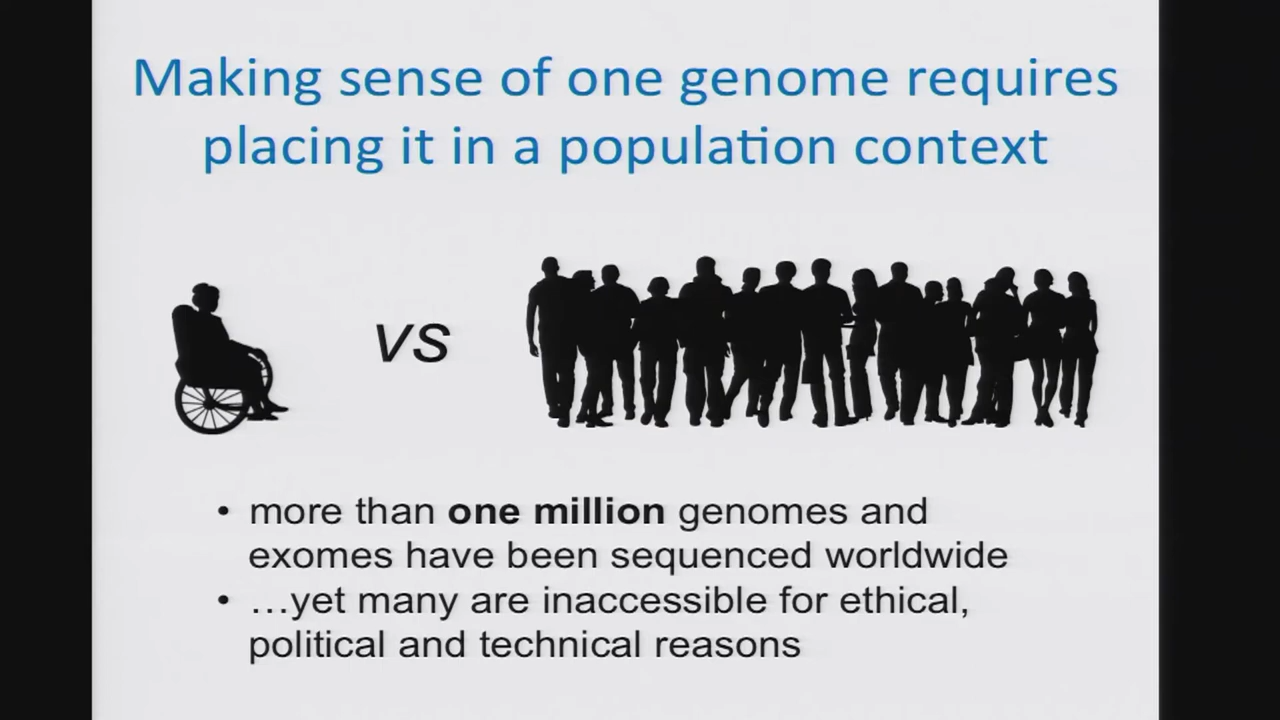 Making sense of one genome requires
placing it in a population context
vs
• more than one million genomes and
exomes have been sequenced worldwide
• …yet many are inaccessible for ethical,
political and technical reasons